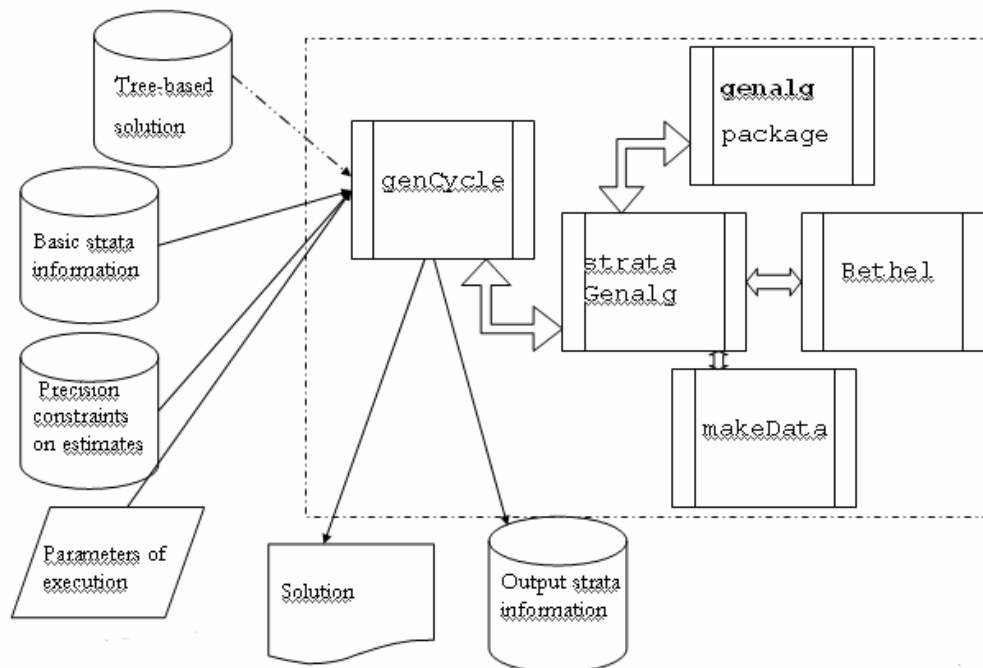 Tree-based
solution
genalg
package
genCycle
Basic strata
information
strata
Genalg
Bethel
Precision
constraints
on estimates
makeData
Parameters of
execution
Solution
Output strata
information